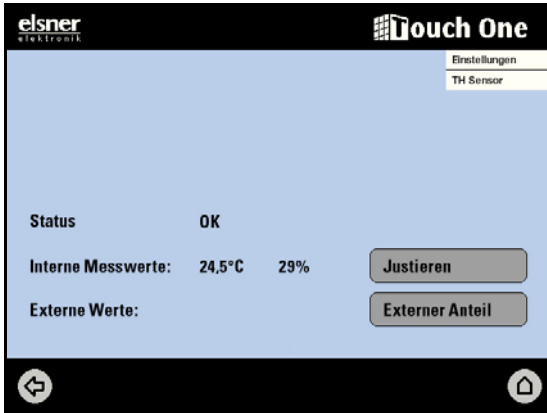 elsner
elektronik
Touch One
Einstellungen
TH Sensor
Status OK
Interne Messwerte: 24,5°C 29% Justieren
Externe Werte: Externer Anteil